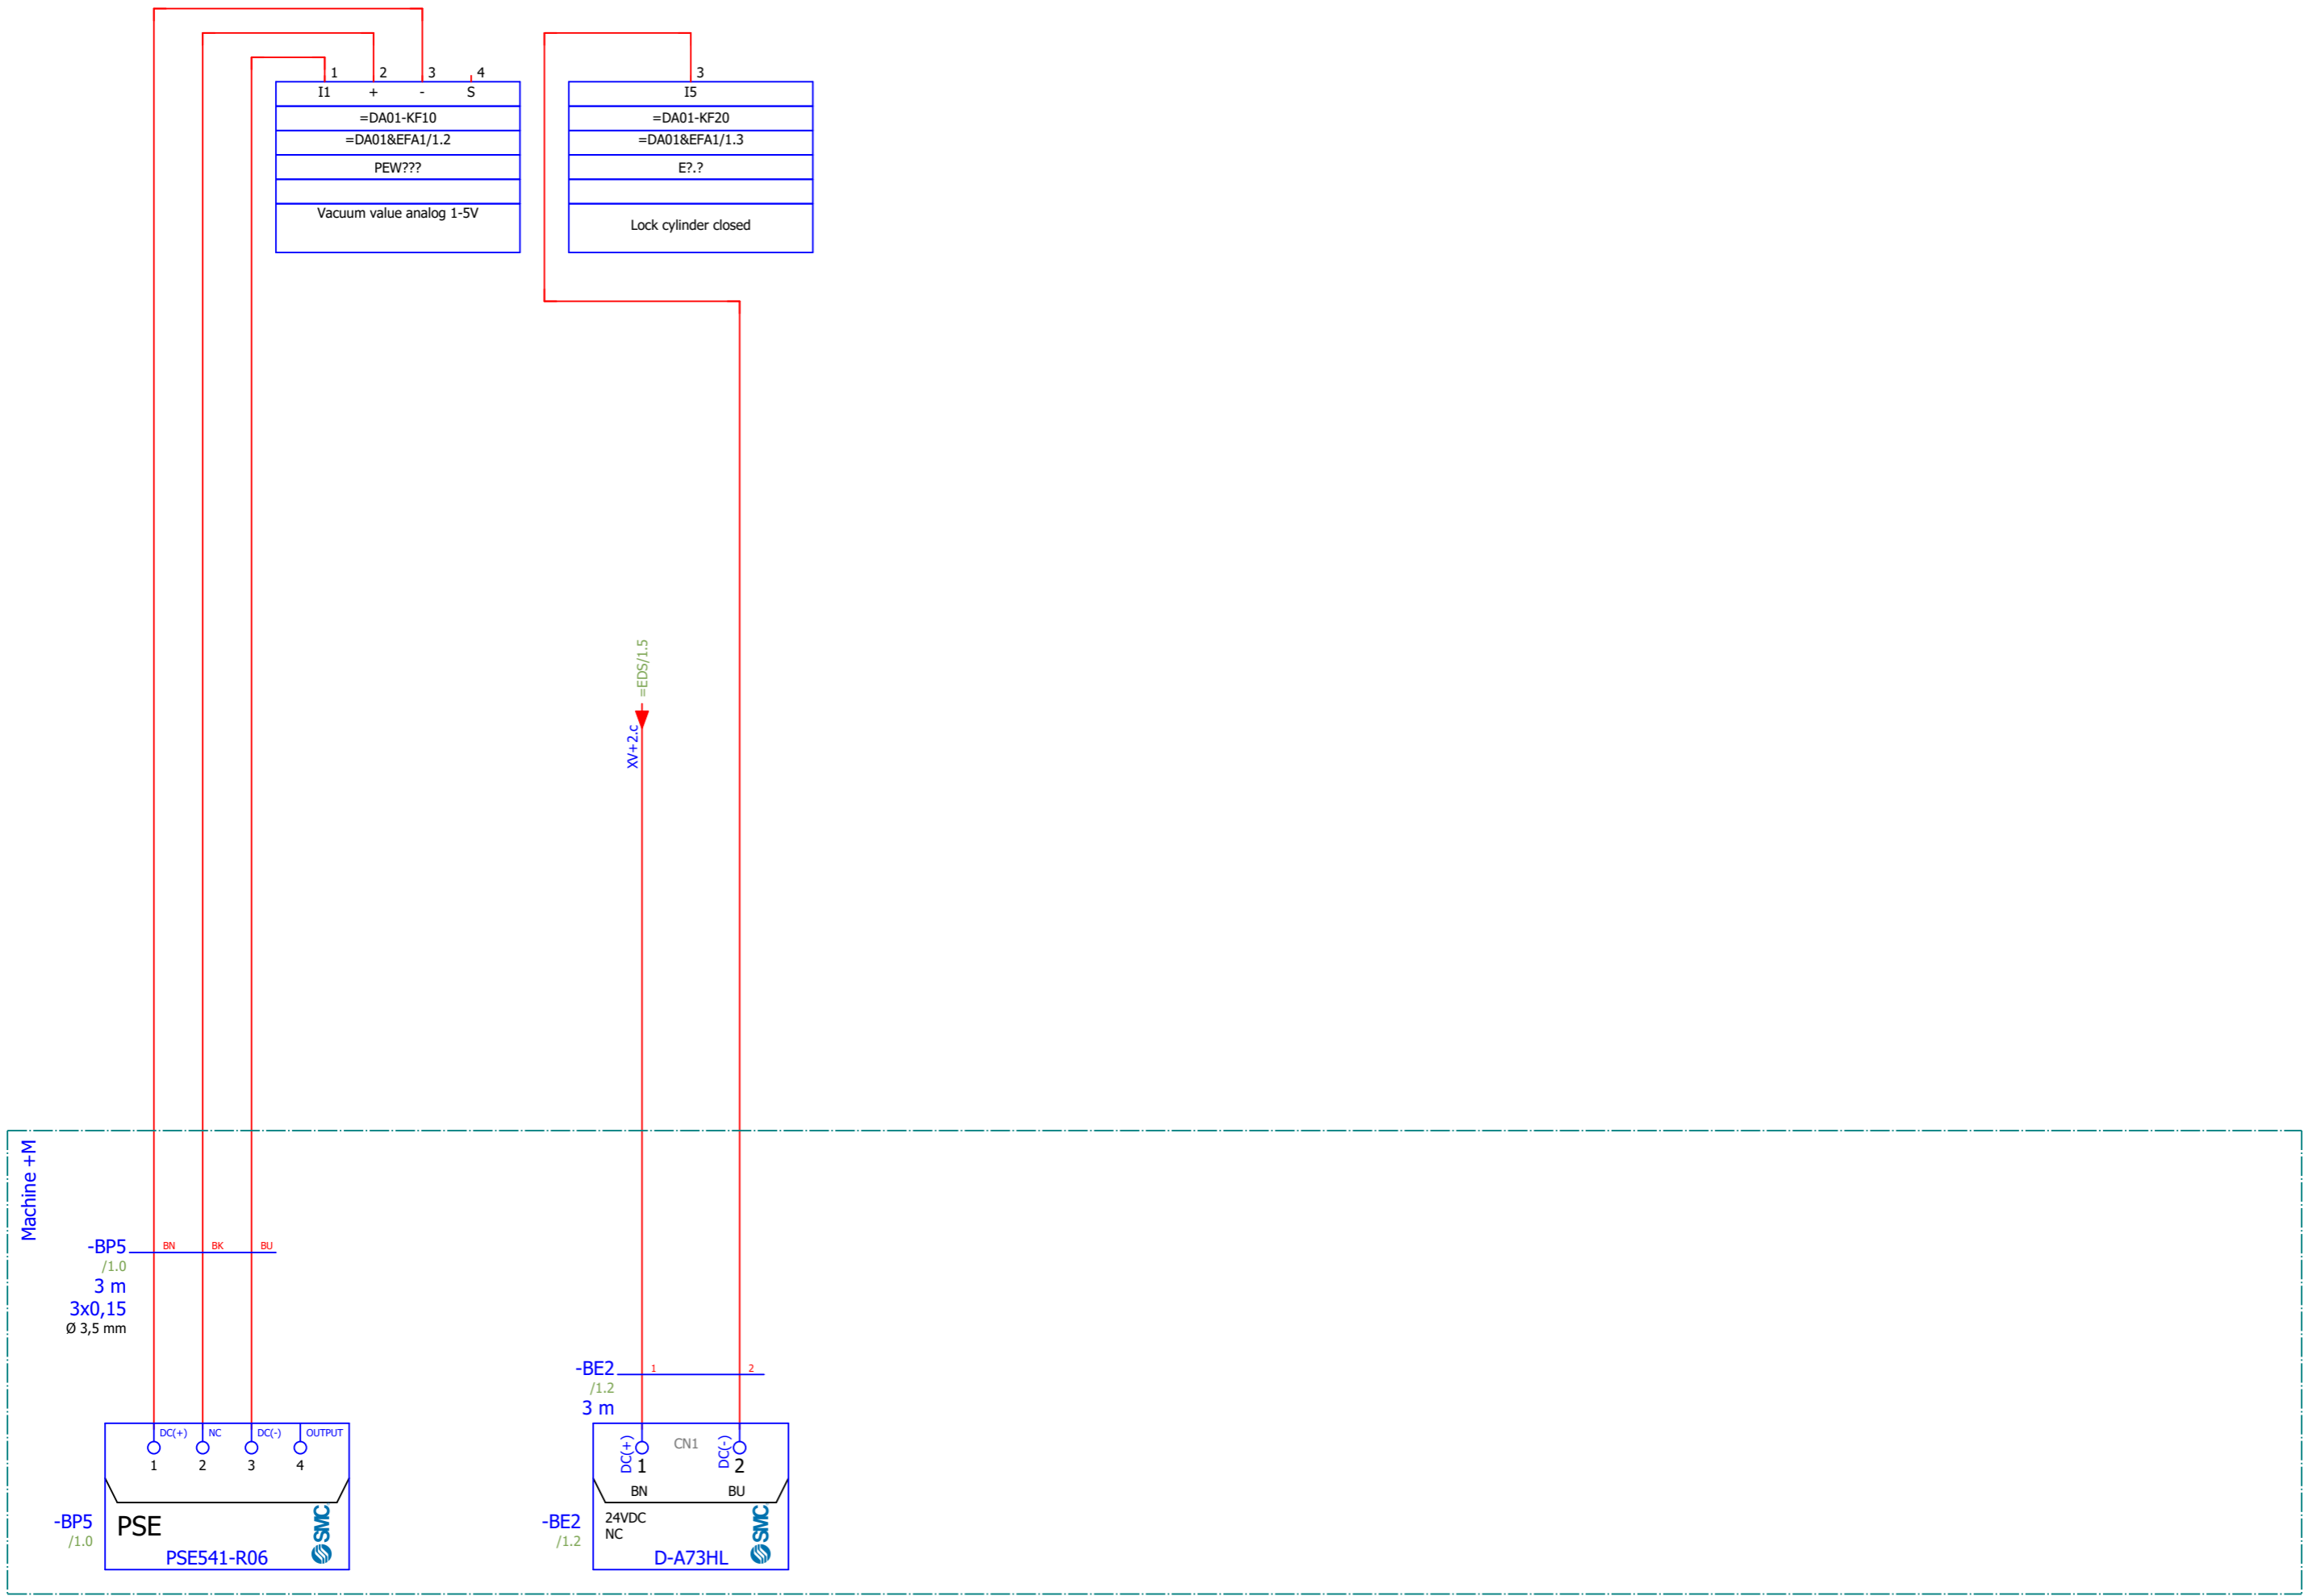 1 2 3 4
I1 + - S
=DA01-KF10
=DA01&EFA1/1.2
PEW???
Vacuum value analog 1-5V
3
I5
=DA01-KF20
=DA01&EFA1/1.3
E?.?
Lock cylinder closed
=EDS/1.5
XV+2.c
Machine +M
-BP5 BN BK BU
/1.0
3 m
3x0,15
Ø 3,5 mm
-BE2 1 2
/1.2
3 m
DC(+) NC DC(-) OUTPUT
1 2 3 4
-BP5 PSE
/1.0
PSE541-R06
SMC
DC(+) CN1 DC(-)
1 2
BN BU
-BE2 24VDC
/1.2 NC
D-A73HL
SMC